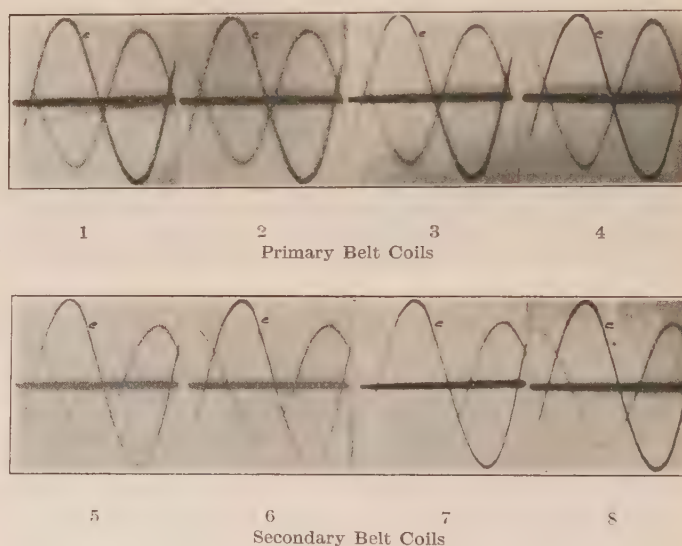 e e e e
1 2 3 4
Primary Belt Coils
e e e e
5 6 7 8
Secondary Belt Coils